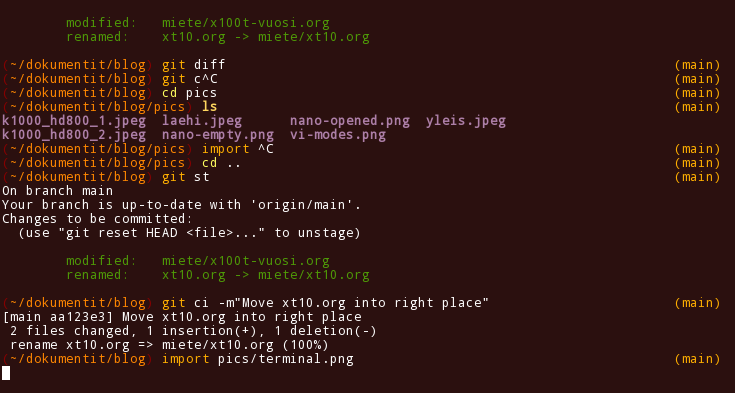 modified:   miete/x100t-vuosi.org
        renamed:    xt10.org -> miete/xt10.org

(~/dokumentit/blog) git diff (main)
(~/dokumentit/blog) git c^C (main)
(~/dokumentit/blog) cd pics (main)
(~/dokumentit/blog/pics) ls (main)
k1000_hd800_1.jpeg  laehi.jpeg      nano-opened.png  yleis.jpeg
k1000_hd800_2.jpeg  nano-empty.png  vi-modes.png
(~/dokumentit/blog/pics) import ^C (main)
(~/dokumentit/blog/pics) cd .. (main)
(~/dokumentit/blog) git st (main)
On branch main
Your branch is up-to-date with 'origin/main'.
Changes to be committed:
  (use "git reset HEAD <file>..." to unstage)

        modified:   miete/x100t-vuosi.org
        renamed:    xt10.org -> miete/xt10.org

(~/dokumentit/blog) git ci -m"Move xt10.org into right place" (main)
[main aa123e3] Move xt10.org into right place
 2 files changed, 1 insertion(+), 1 deletion(-)
 rename xt10.org => miete/xt10.org (100%)
(~/dokumentit/blog) import pics/terminal.png (main)